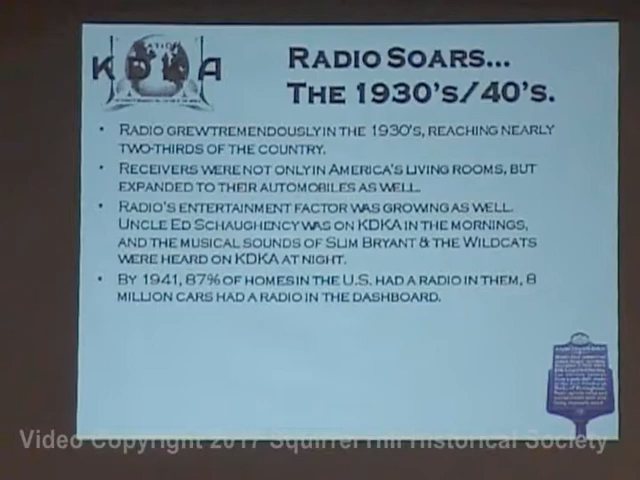 KDKA
RADIO SOARS...
THE 1930'S/40'S.
• RADIO GREWTREMENDOUSLYIN THE 1930'S, REACHING NEARLY
TWO-THIRDS OF THE COUNTRY.
• RECEIVERS WERE NOT ONLYIN AMERICA'S LIVING ROOMS, BUT
EXPANDED TO THEIR AUTOMOBILES AS WELL.
• RADIO'S ENTERTAINMENT FACTOR WAS GROWING AS WELL.
UNCLE ED SCHAUGHENCY WAS ON KDKA IN THE MORNINGS,
AND THE MUSICAL SOUNDS OF SLIM BRYANT & THE WILDCATS
WERE HEARD ON KDKA AT NIGHT.
• BY 1941, 87% OF HOMES IN THE U.S. HAD A RADIO IN THEM, 8
MILLION CARS HAD A RADIO IN THE DASHBOARD.
Video Copyright 2017 Squirrel Hill Historical Society